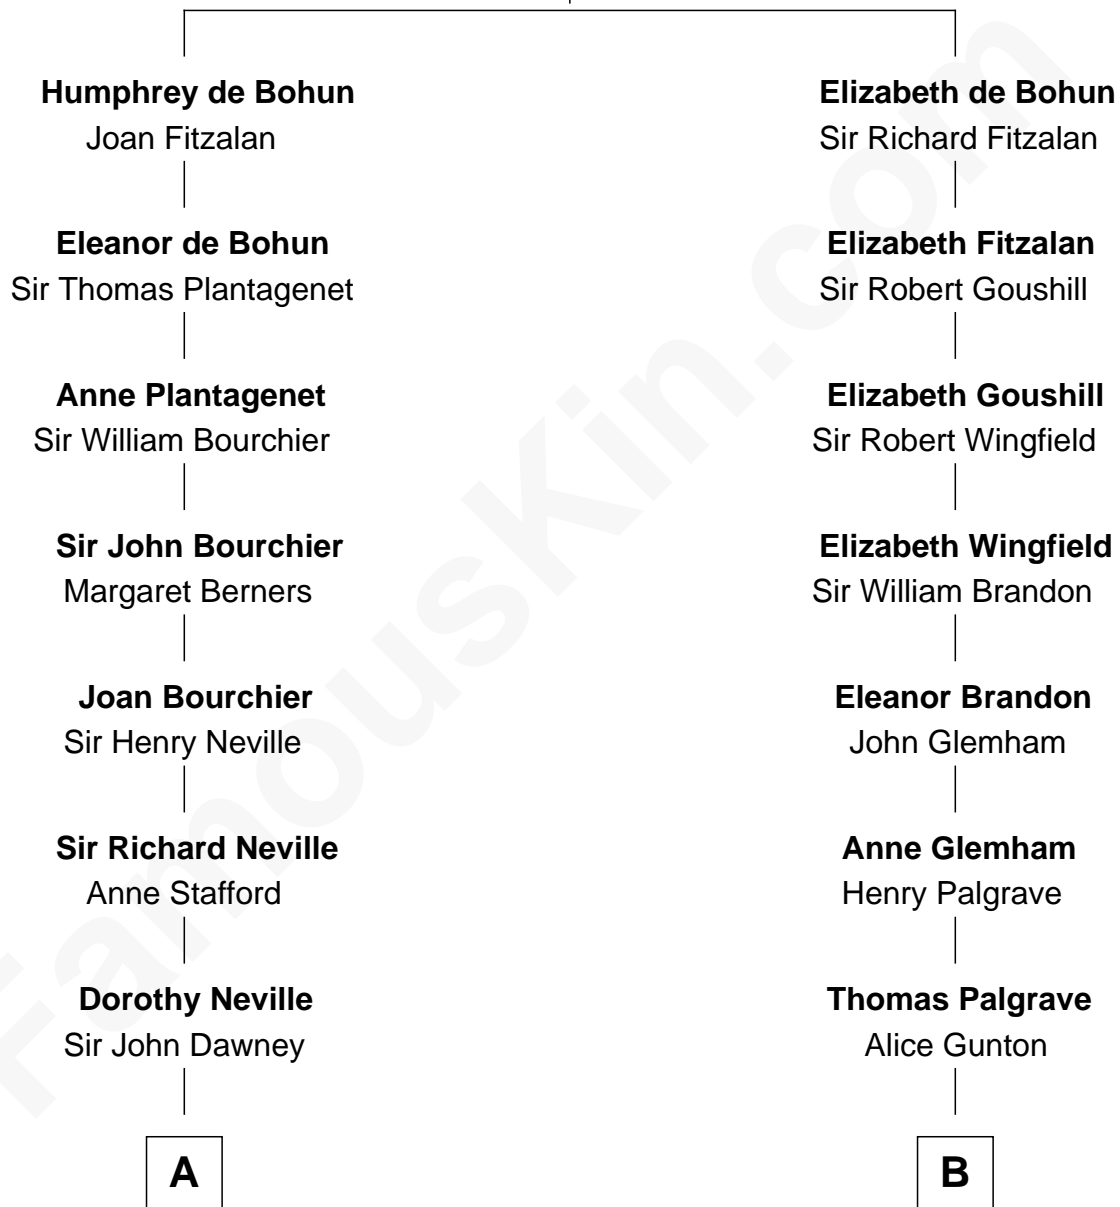 Humphrey de Bohun
Joan Fitzalan
Eleanor de Bohun
Sir Thomas Plantagenet
Anne Plantagenet
Sir William Bourchier
Sir John Bourchier
Margaret Berners
Joan Bourchier
Sir Henry Neville
Sir Richard Neville
Anne Stafford
Dorothy Neville
Sir John Dawney
A
Elizabeth de Bohun
Sir Richard Fitzalan
Elizabeth Fitzalan
Sir Robert Goushill
Elizabeth Goushill
Sir Robert Wingfield
Elizabeth Wingfield
Sir William Brandon
Eleanor Brandon
John Glemham
Anne Glemham
Henry Palgrave
Thomas Palgrave
Alice Gunton
B
FamousKin.com